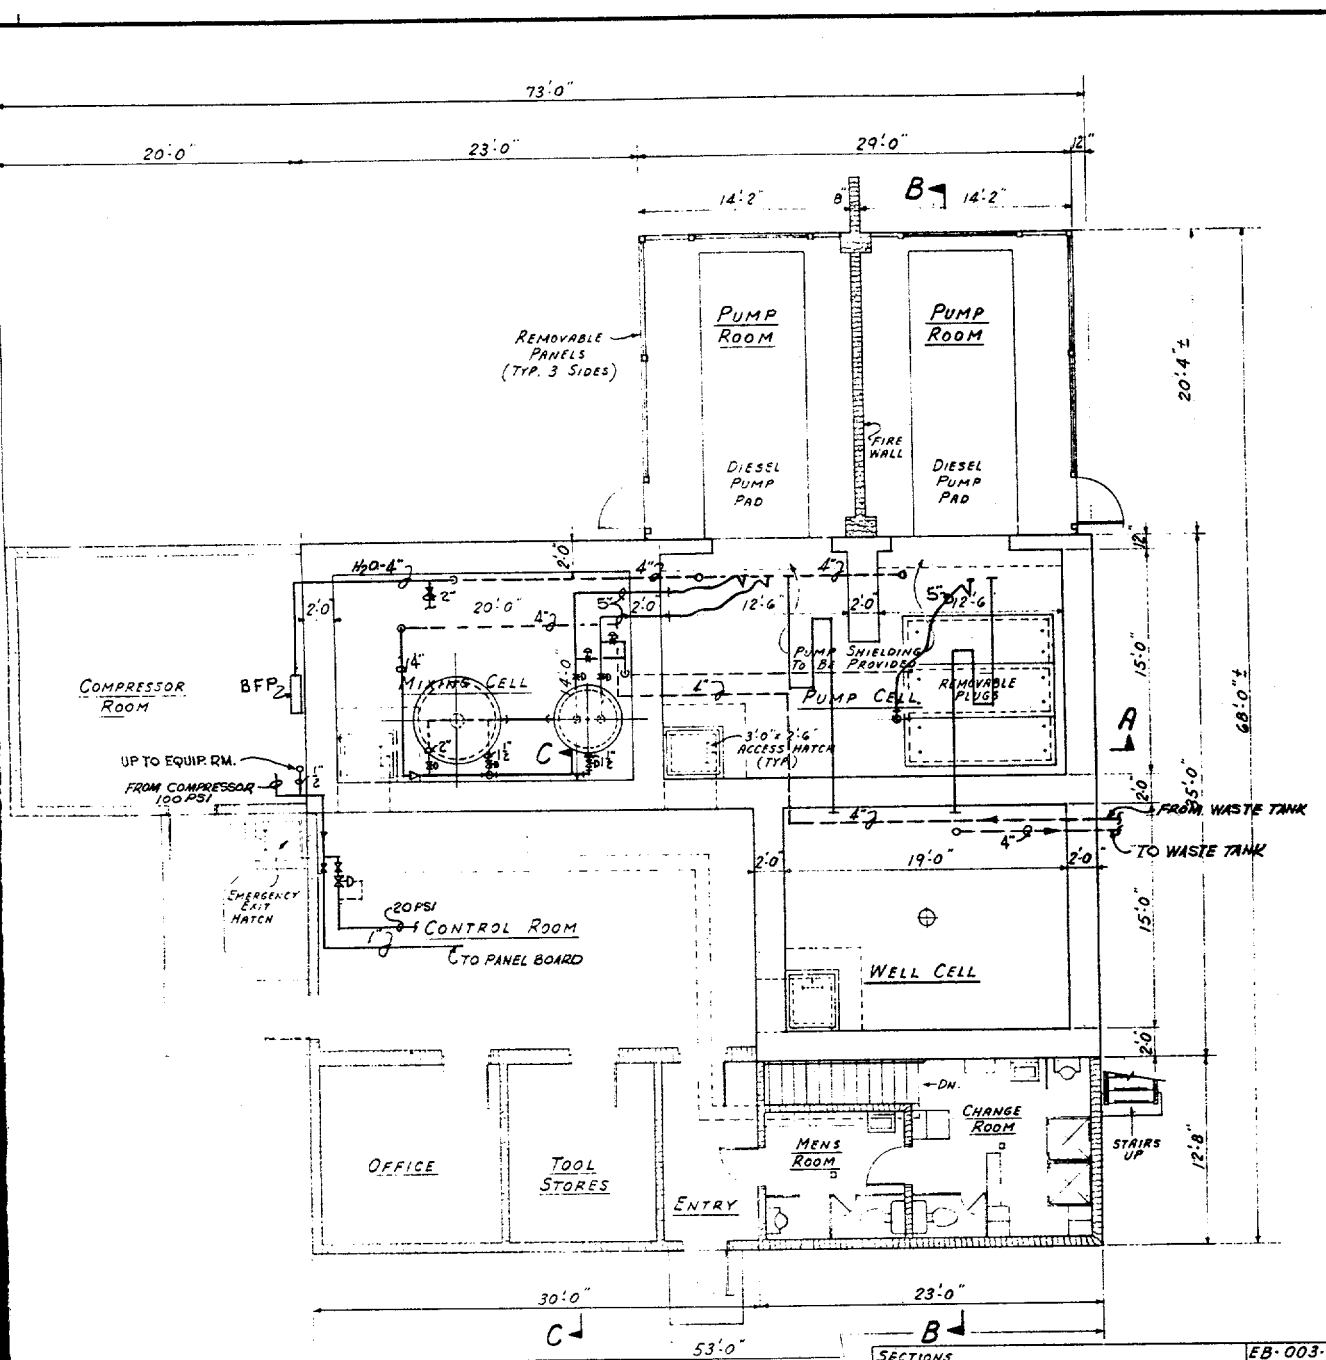 73'-0"
20'-0"
23'-0"
29'-0"
12"
14'-2"
8"
B
14'-2"
PUMP
ROOM
PUMP
ROOM
REMOVABLE
PANELS
(TYP. 3 SIDES)
20'-4"±
FIRE
WALL
DIESEL
PUMP
PAD
DIESEL
PUMP
PAD
12"
2'-0"
H2O-4"
4"
4"
2"
5"
5"
2'-0"
20'-0"
2'-0"
12'-6"
2'-0"
12'-6"
4"
4'-0"
PUMP SHIELDING
TO BE PROVIDED
15'-0"
68'-0"±
COMPRESSOR
ROOM
BFP
MIXING CELL
PUMP CELL
REMOVABLE
PLUGS
A
3'-0" x 2'-6"
ACCESS HATCH
(TYP.)
C
2"
1 1/2"
1 1/2"
UP TO EQUIP. RM.
1/2"
FROM COMPRESSOR
100 PSI
2'-0"
35'-0"
FROM WASTE TANK
4"
4"
TO WASTE TANK
2'-0"
19'-0"
2'-0"
EMERGENCY
EXIT
HATCH
20 PSI
CONTROL ROOM
1"
TO PANEL BOARD
15'-0"
WELL CELL
2'-0"
DN.
CHANGE
ROOM
STAIRS
UP
12'-8"
MENS
ROOM
OFFICE
TOOL
STORES
ENTRY
30'-0"
23'-0"
C
B
53'-0"
SECTIONS
EB-003-